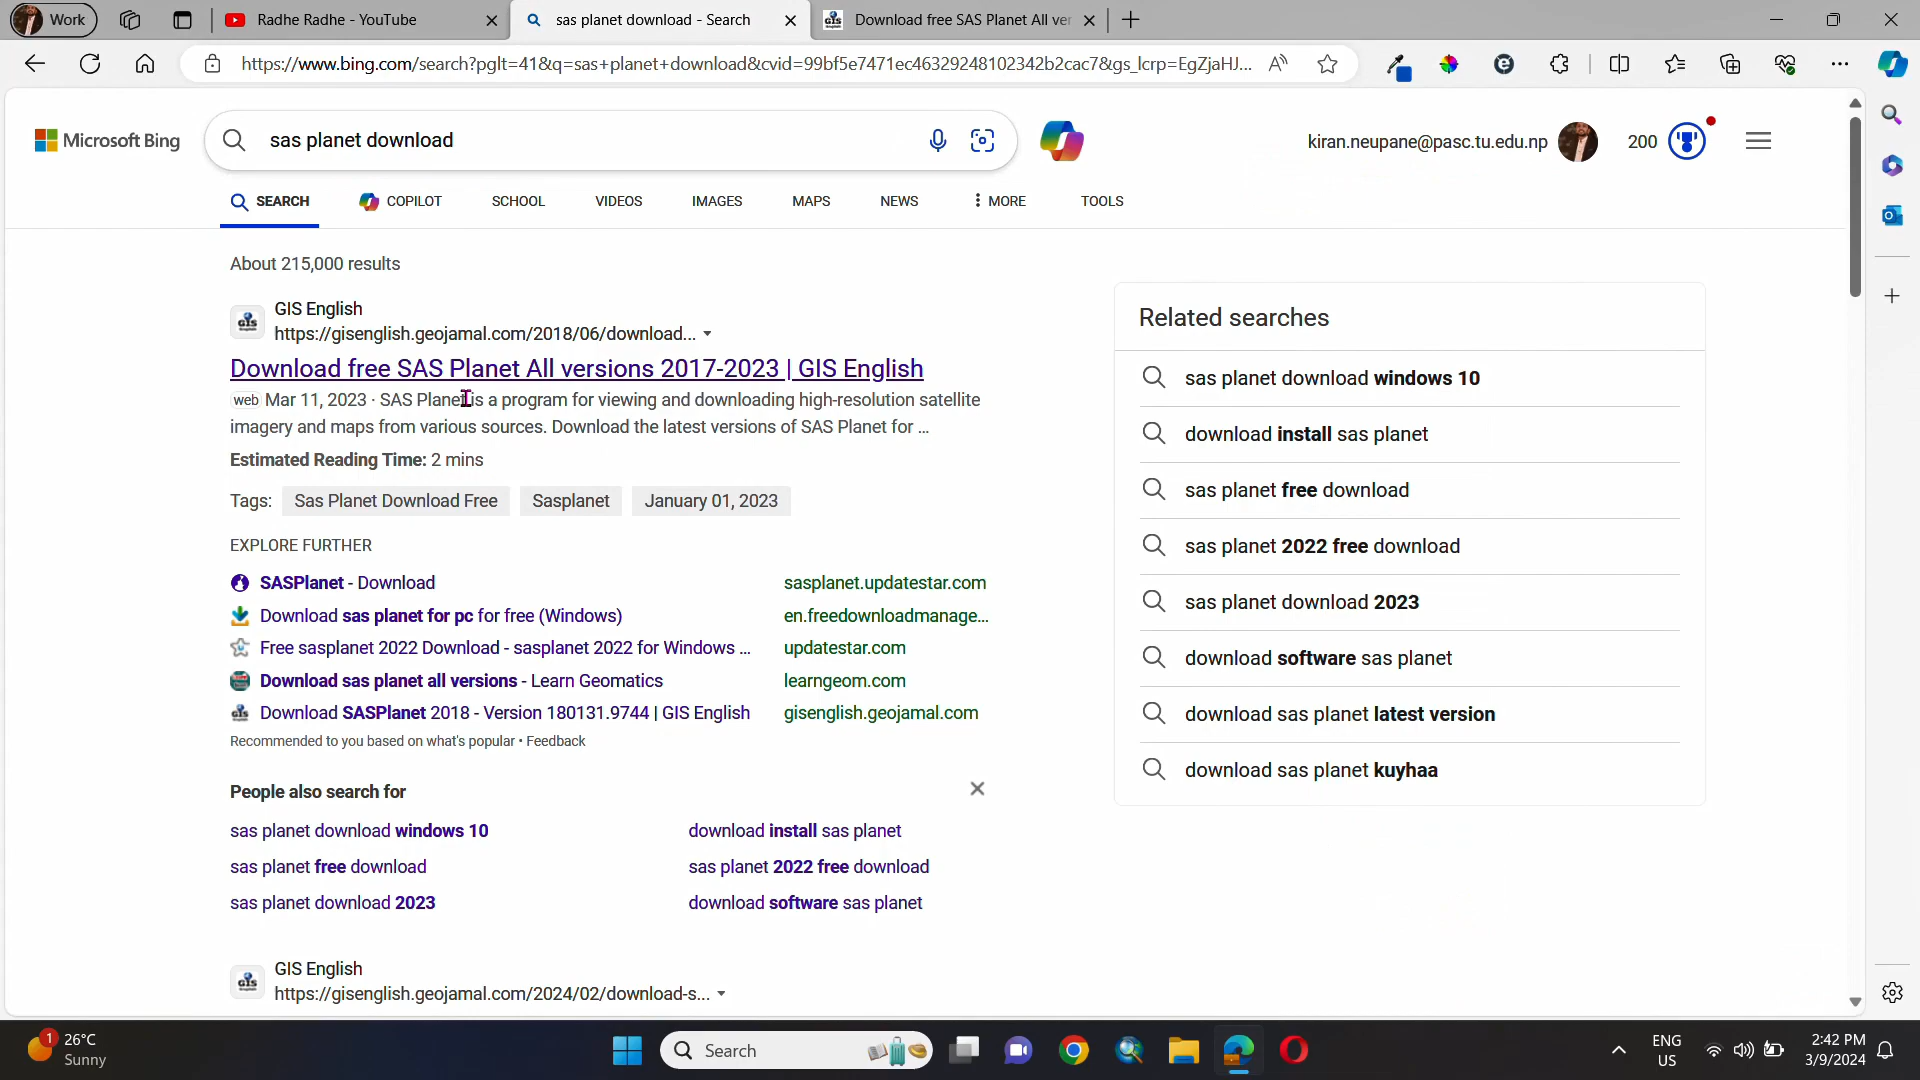 Work
Radhe Radhe - YouTube
sas planet download - Search
Download free SAS Planet All ver
https://www.bing.com/search?pglt=41&q=sas+planet+download&cvid=99bf5e7471ec46329248102342b2cac7&gs_lcrp=EgZjaHJ...
Microsoft Bing
sas planet download
kiran.neupane@pasc.tu.edu.np
200
SEARCH
COPILOT
SCHOOL
VIDEOS
IMAGES
MAPS
NEWS
MORE
TOOLS
About 215,000 results
GIS English
https://gisenglish.geojamal.com/2018/06/download...
Download free SAS Planet All versions 2017-2023 | GIS English
web Mar 11, 2023 · SAS Planet is a program for viewing and downloading high-resolution satellite
imagery and maps from various sources. Download the latest versions of SAS Planet for ...
Estimated Reading Time: 2 mins
Tags: Sas Planet Download Free Sasplanet January 01, 2023
EXPLORE FURTHER
SASPlanet - Download sasplanet.updatestar.com
Download sas planet for pc for free (Windows) en.freedownloadmanage...
Free sasplanet 2022 Download - sasplanet 2022 for Windows ... updatestar.com
Download sas planet all versions - Learn Geomatics learngeom.com
Download SASPlanet 2018 - Version 180131.9744 | GIS English gisenglish.geojamal.com
Recommended to you based on what's popular • Feedback
People also search for
sas planet download windows 10
download install sas planet
sas planet free download
sas planet 2022 free download
sas planet download 2023
download software sas planet
GIS English
https://gisenglish.geojamal.com/2024/02/download-s...
Related searches
sas planet download windows 10
download install sas planet
sas planet free download
sas planet 2022 free download
sas planet download 2023
download software sas planet
download sas planet latest version
download sas planet kuyhaa
1
26°C
Sunny
Search
ENG
US
2:42 PM
3/9/2024